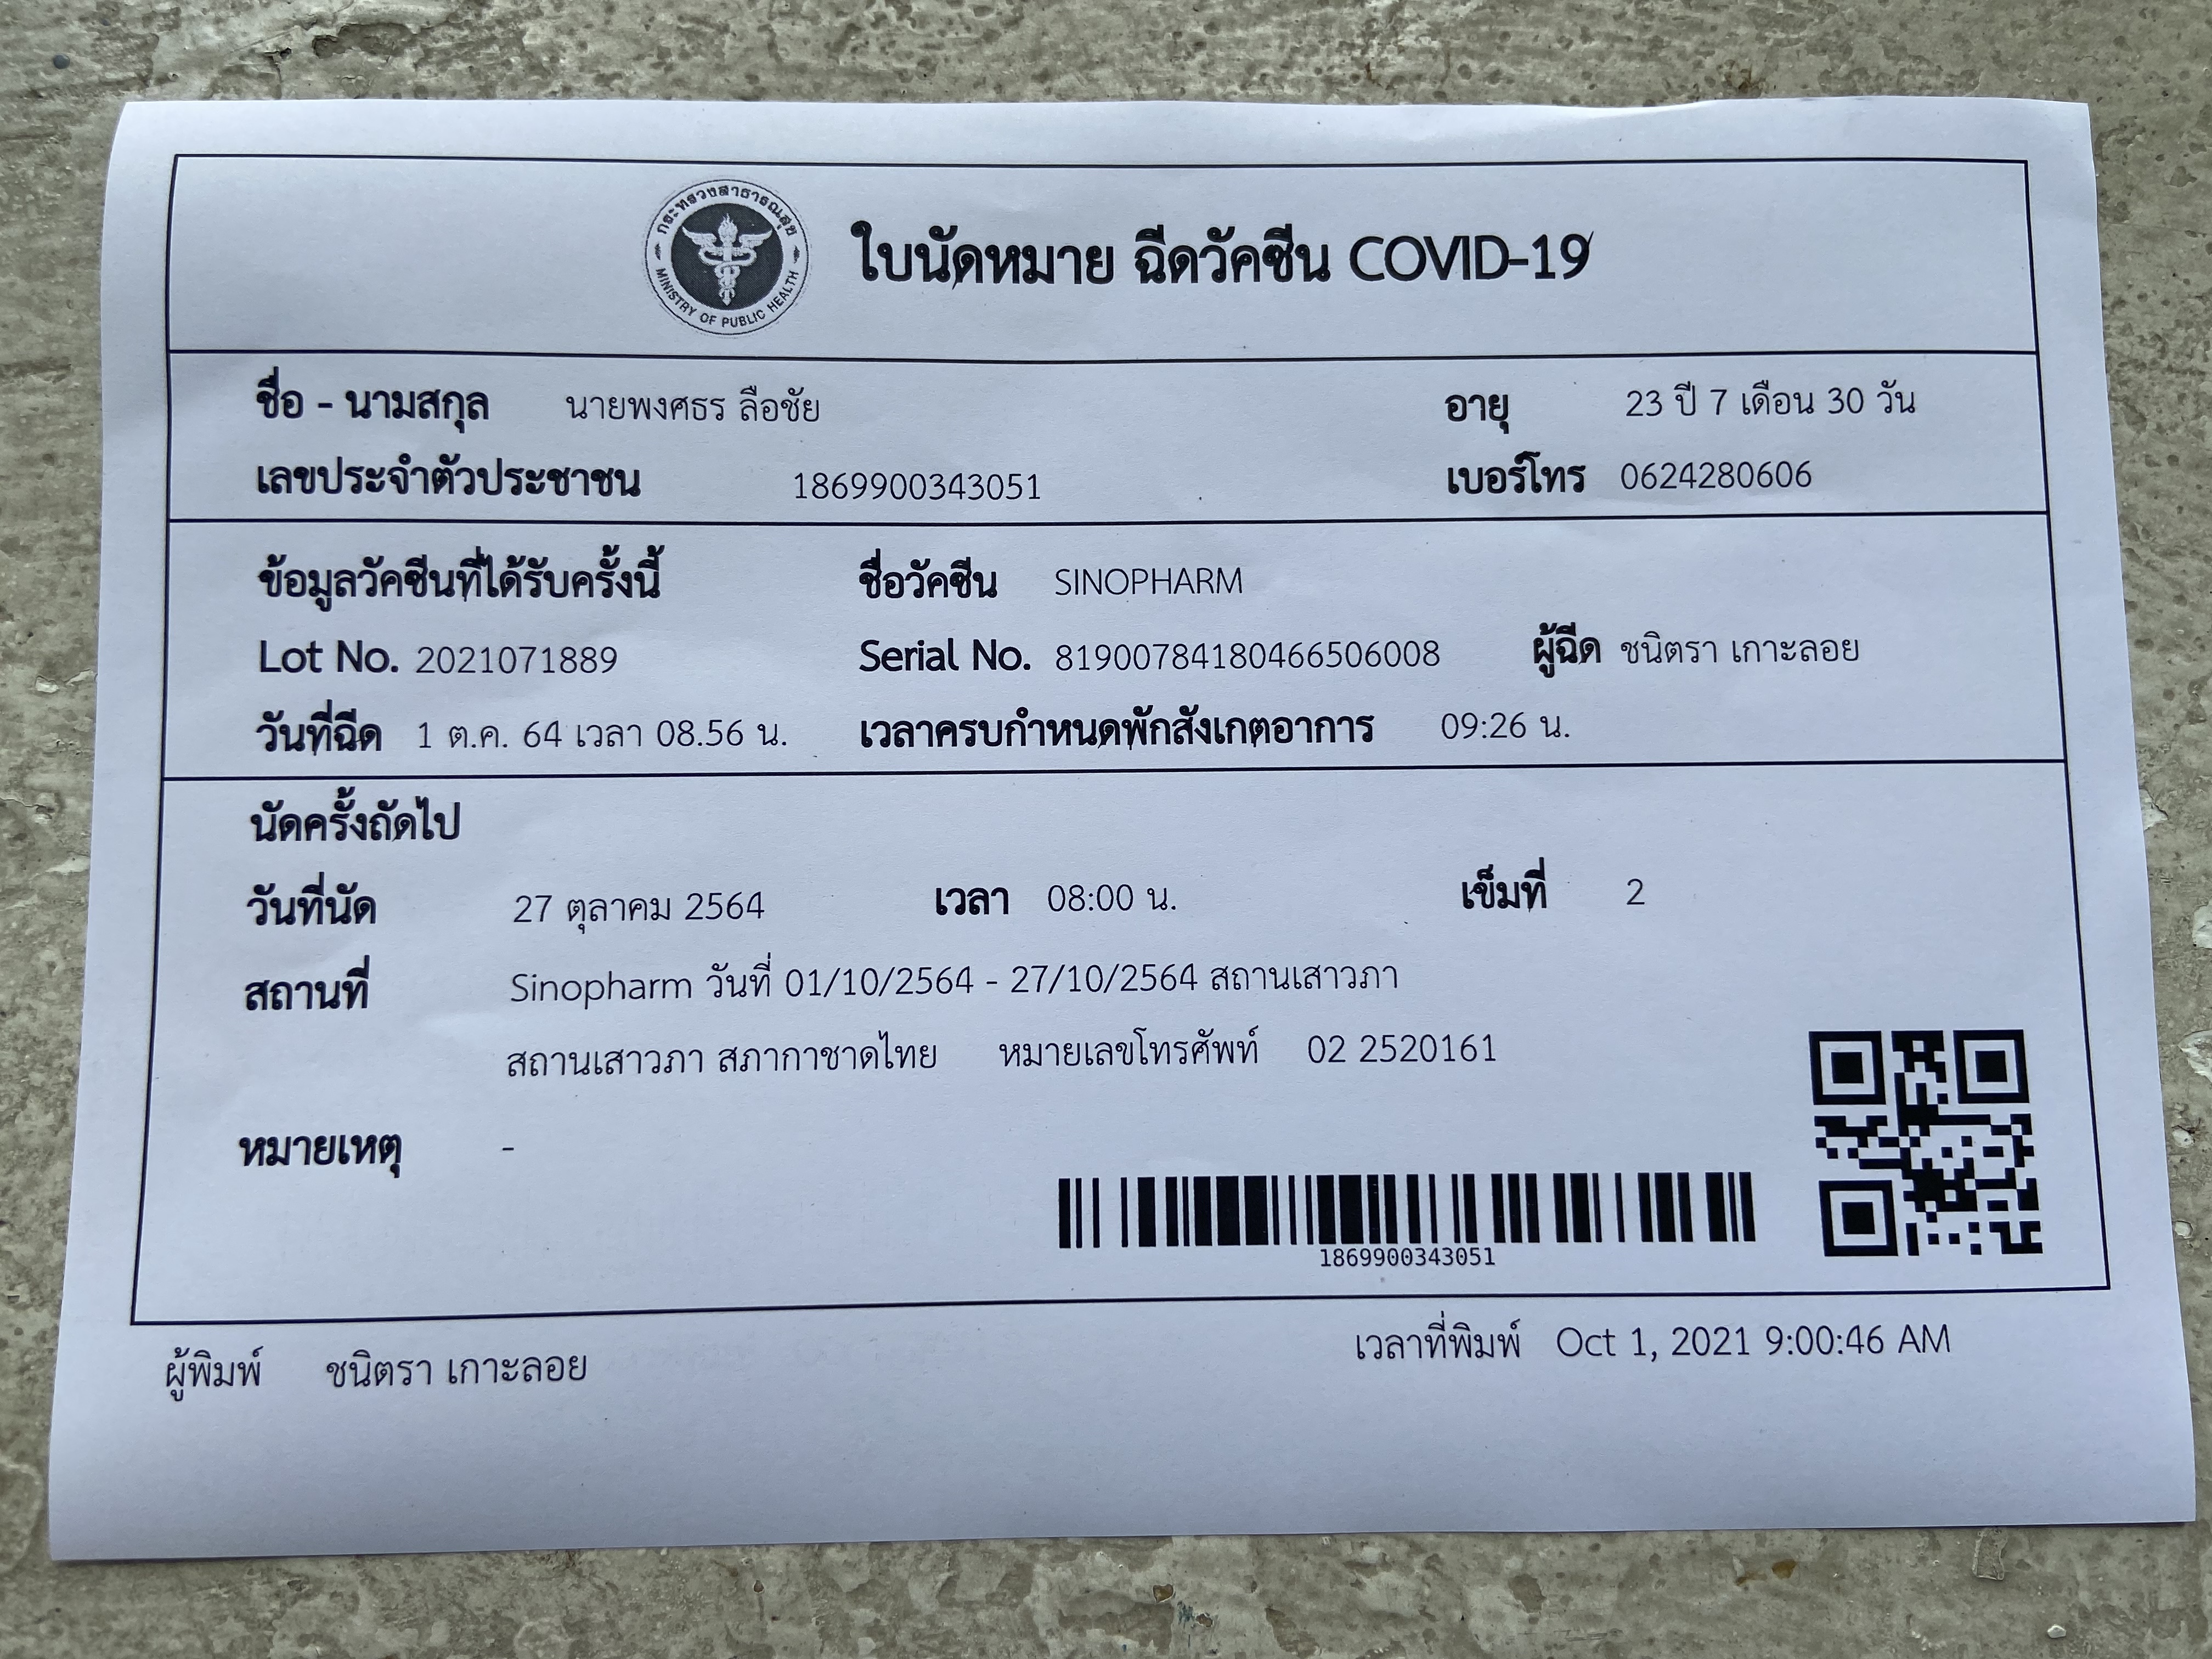 กระทรวงสาธารณสุข
MINISTRY OF PUBLIC HEALTH
ใบนัดหมาย ฉีดวัคซีน COVID-19
ชื่อ - นามสกุล นายพงศธร ลือชัย อายุ 23 ปี 7 เดือน 30 วัน
เลขประจำตัวประชาชน 1869900343051 เบอร์โทร 0624280606
ข้อมูลวัคซีนที่ได้รับครั้งนี้ ชื่อวัคซีน SINOPHARM
Lot No. 2021071889 Serial No. 81900784180466506008 ผู้ฉีด ชนิตรา เกาะลอย
วันที่ฉีด 1 ต.ค. 64 เวลา 08.56 น. เวลาครบกำหนดพักสังเกตอาการ 09:26 น.
นัดครั้งถัดไป
วันที่นัด 27 ตุลาคม 2564 เวลา 08:00 น. เข็มที่ 2
สถานที่ Sinopharm วันที่ 01/10/2564 - 27/10/2564 สถานเสาวภา
สถานเสาวภา สภากาชาดไทย หมายเลขโทรศัพท์ 02 2520161
หมายเหตุ -
1869900343051
ผู้พิมพ์ ชนิตรา เกาะลอย เวลาที่พิมพ์ Oct 1, 2021 9:00:46 AM